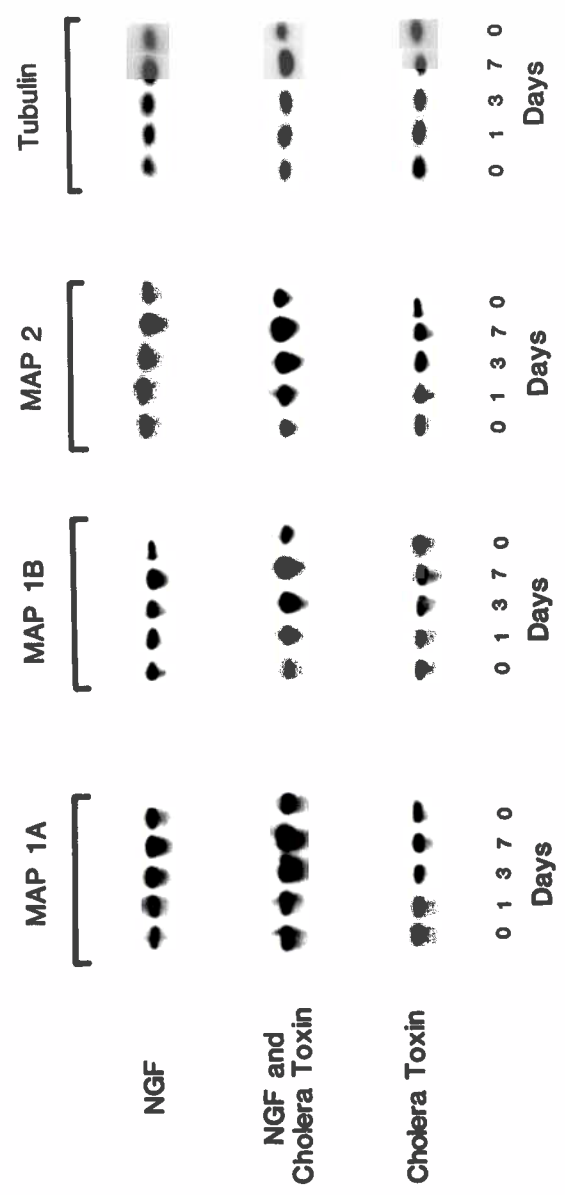 MAP 1A MAP 1B MAP 2 Tubulin
NGF
NGF and
Cholera Toxin
Cholera Toxin
0 1 3 7 0 0 1 3 7 0 0 1 3 7 0 0 1 3 7 0
Days Days Days Days